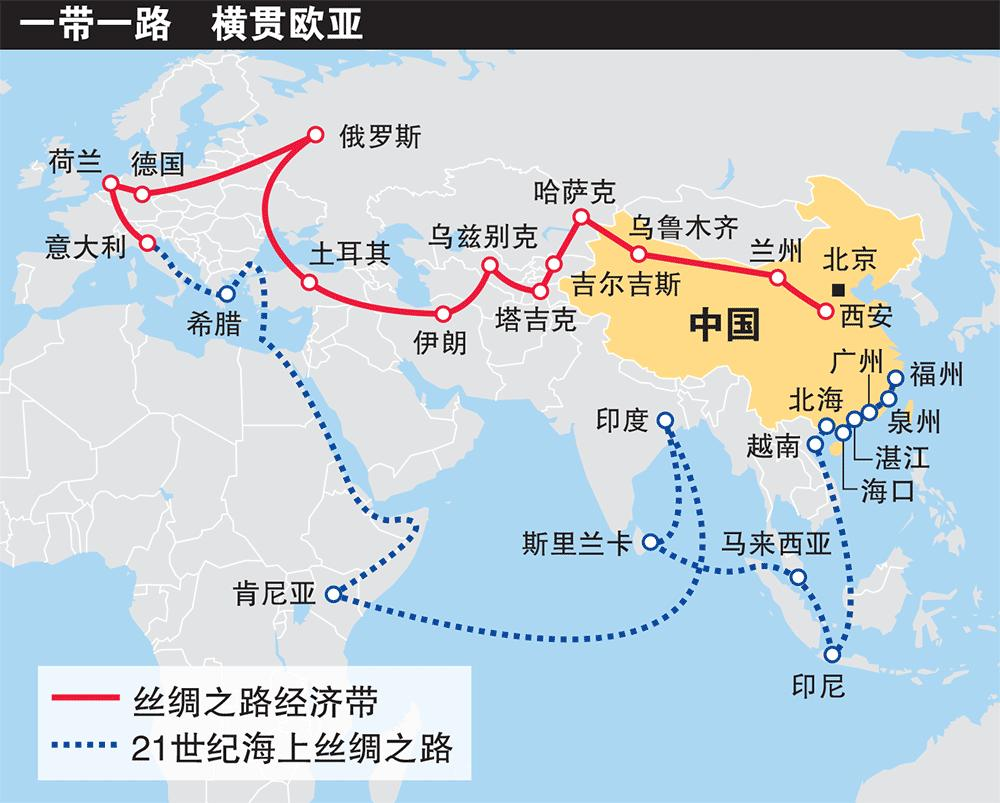 一带一路　横贯欧亚
俄罗斯
荷兰
德国
意大利
希腊
土耳其
伊朗
乌兹别克
塔吉克
哈萨克
吉尔吉斯
乌鲁木齐
兰州
北京
西安
中国
广州
福州
北海
泉州
越南
湛江
海口
印度
斯里兰卡
马来西亚
肯尼亚
印尼
丝绸之路经济带
21世纪海上丝绸之路